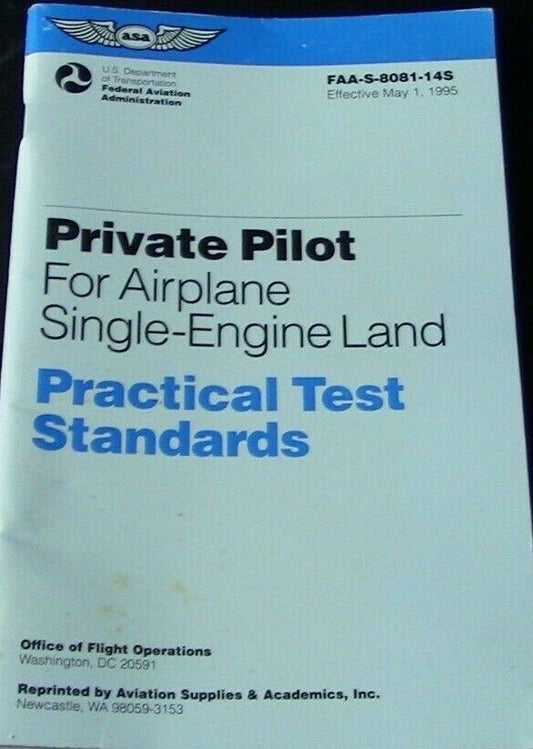 asa
U.S. Department
of Transportation
Federal Aviation
Administration
FAA-S-8081-14S
Effective May 1, 1995
Private Pilot
For Airplane
Single-Engine Land
Practical Test
Standards
Office of Flight Operations
Washington, DC 20591
Reprinted by Aviation Supplies & Academics, Inc.
Newcastle, WA 98059-3153